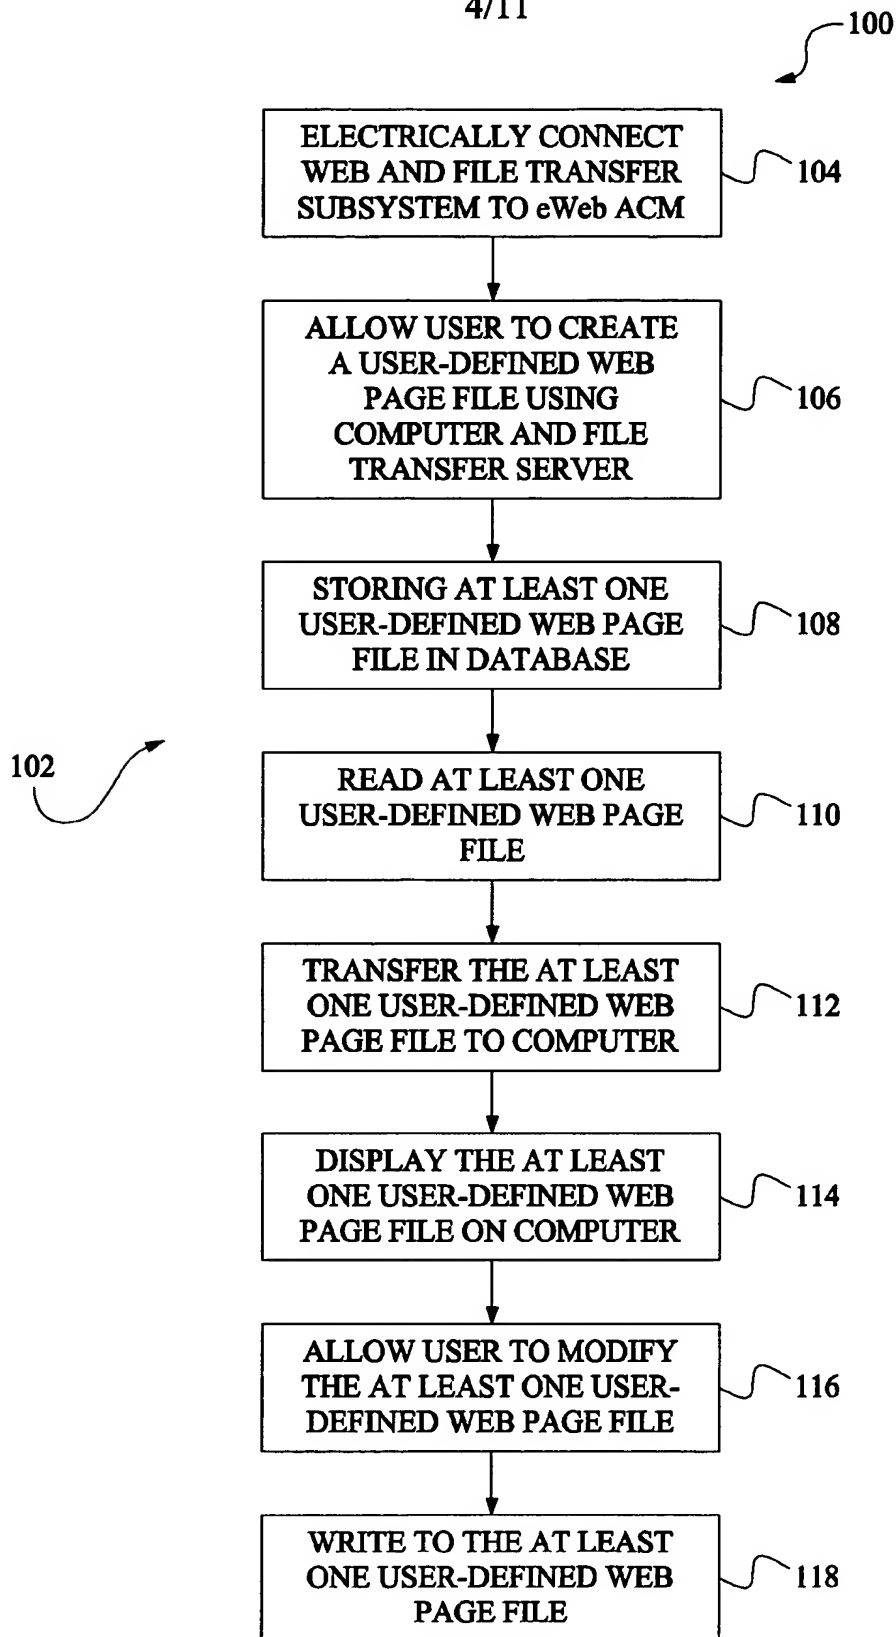 4/11
100
ELECTRICALLY CONNECT
WEB AND FILE TRANSFER
SUBSYSTEM TO eWeb ACM
104
ALLOW USER TO CREATE
A USER-DEFINED WEB
PAGE FILE USING
COMPUTER AND FILE
TRANSFER SERVER
106
STORING AT LEAST ONE
USER-DEFINED WEB PAGE
FILE IN DATABASE
108
102
READ AT LEAST ONE
USER-DEFINED WEB PAGE
FILE
110
TRANSFER THE AT LEAST
ONE USER-DEFINED WEB
PAGE FILE TO COMPUTER
112
DISPLAY THE AT LEAST
ONE USER-DEFINED WEB
PAGE FILE ON COMPUTER
114
ALLOW USER TO MODIFY
THE AT LEAST ONE USER-
DEFINED WEB PAGE FILE
116
WRITE TO THE AT LEAST
ONE USER-DEFINED WEB
PAGE FILE
118